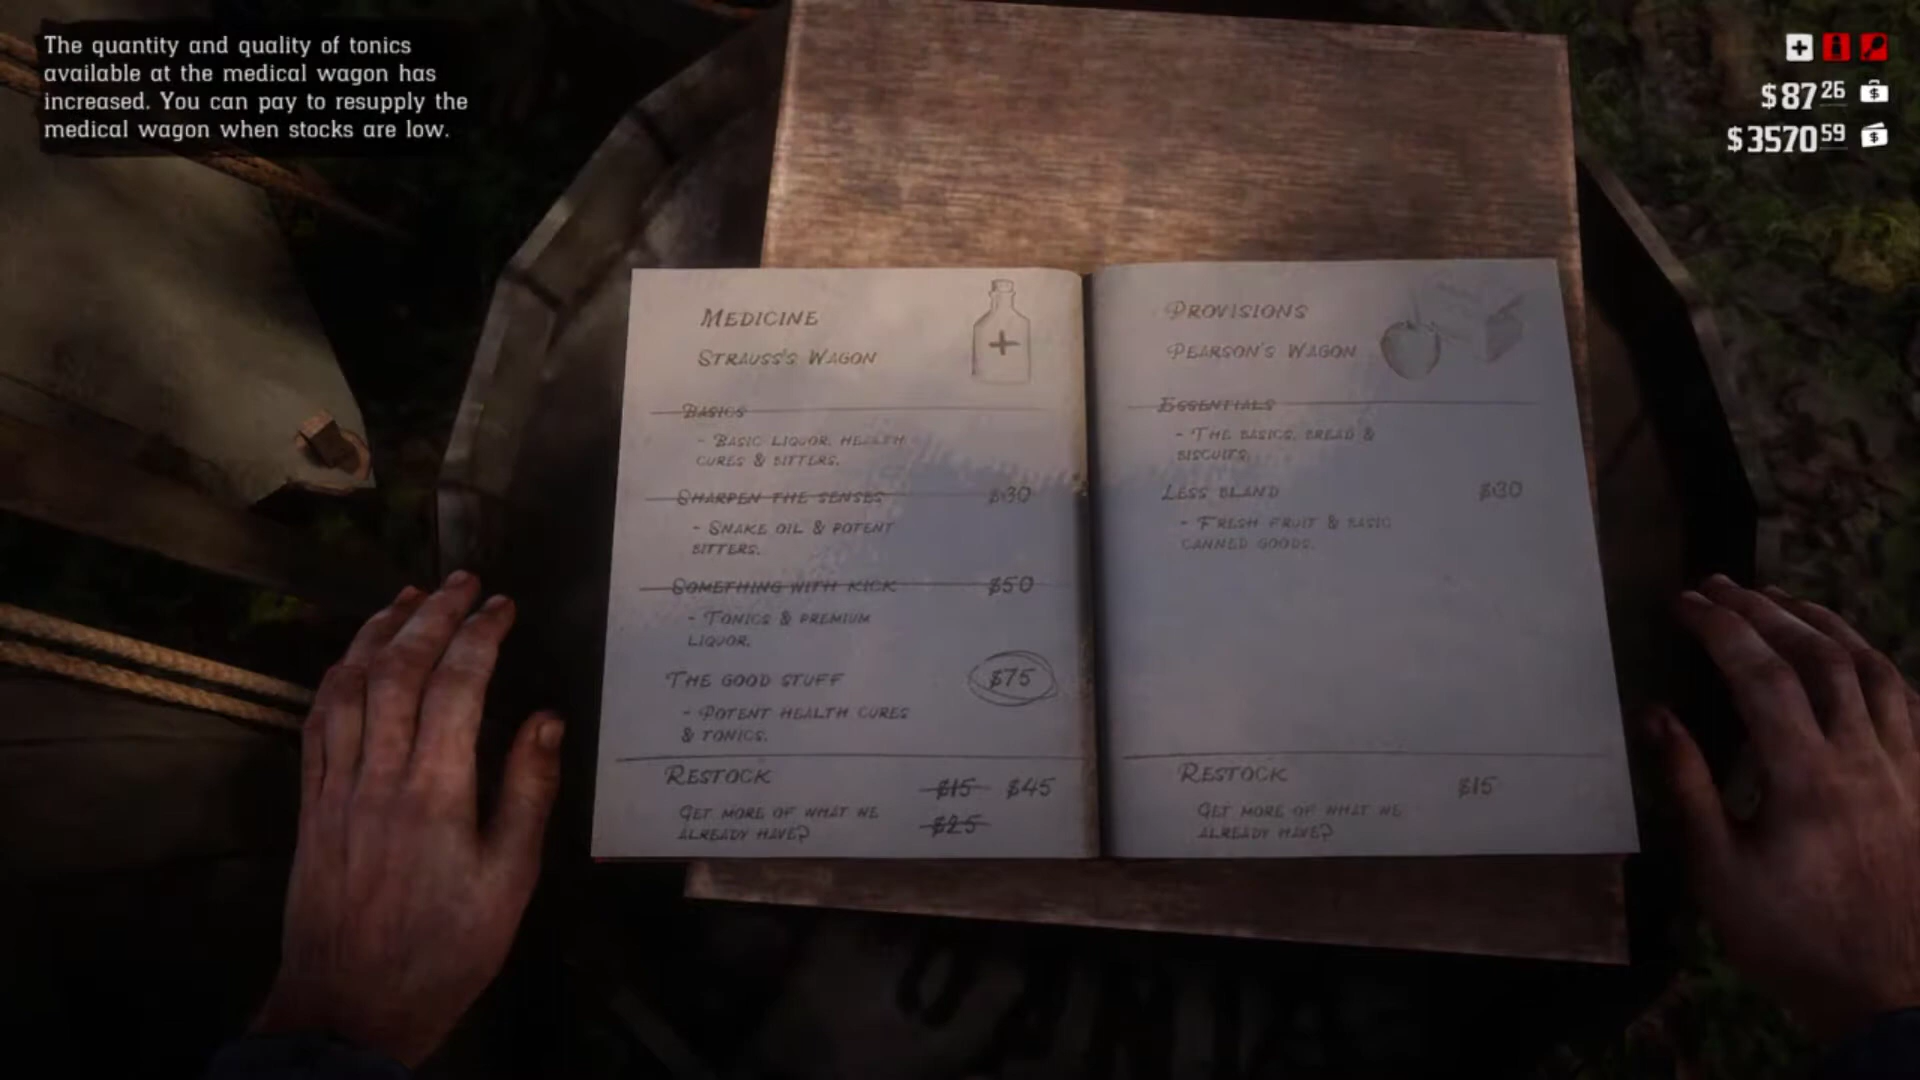 The quantity and quality of tonics
available at the medical wagon has
increased. You can pay to resupply the
medical wagon when stocks are low.
$87 26
$3570 59
MEDICINE
STRAUSS'S WAGON
BASICS
- BASIC LIQUOR, HEALTH
CURES & BITTERS.
SHARPEN THE SENSES $30
- SNAKE OIL & POTENT
BITTERS.
SOMETHING WITH KICK $50
- TONICS & PREMIUM
LIQUOR.
THE GOOD STUFF $75
- POTENT HEALTH CURES
& TONICS.
RESTOCK $15 $45
GET MORE OF WHAT WE
ALREADY HAVE? $25
PROVISIONS
PEARSON'S WAGON
ESSENTIALS
- THE BASICS, BREAD &
BISCUITS.
LESS BLAND $30
- FRESH FRUIT & BASIC
CANNED GOODS.
RESTOCK $15
GET MORE OF WHAT WE
ALREADY HAVE?